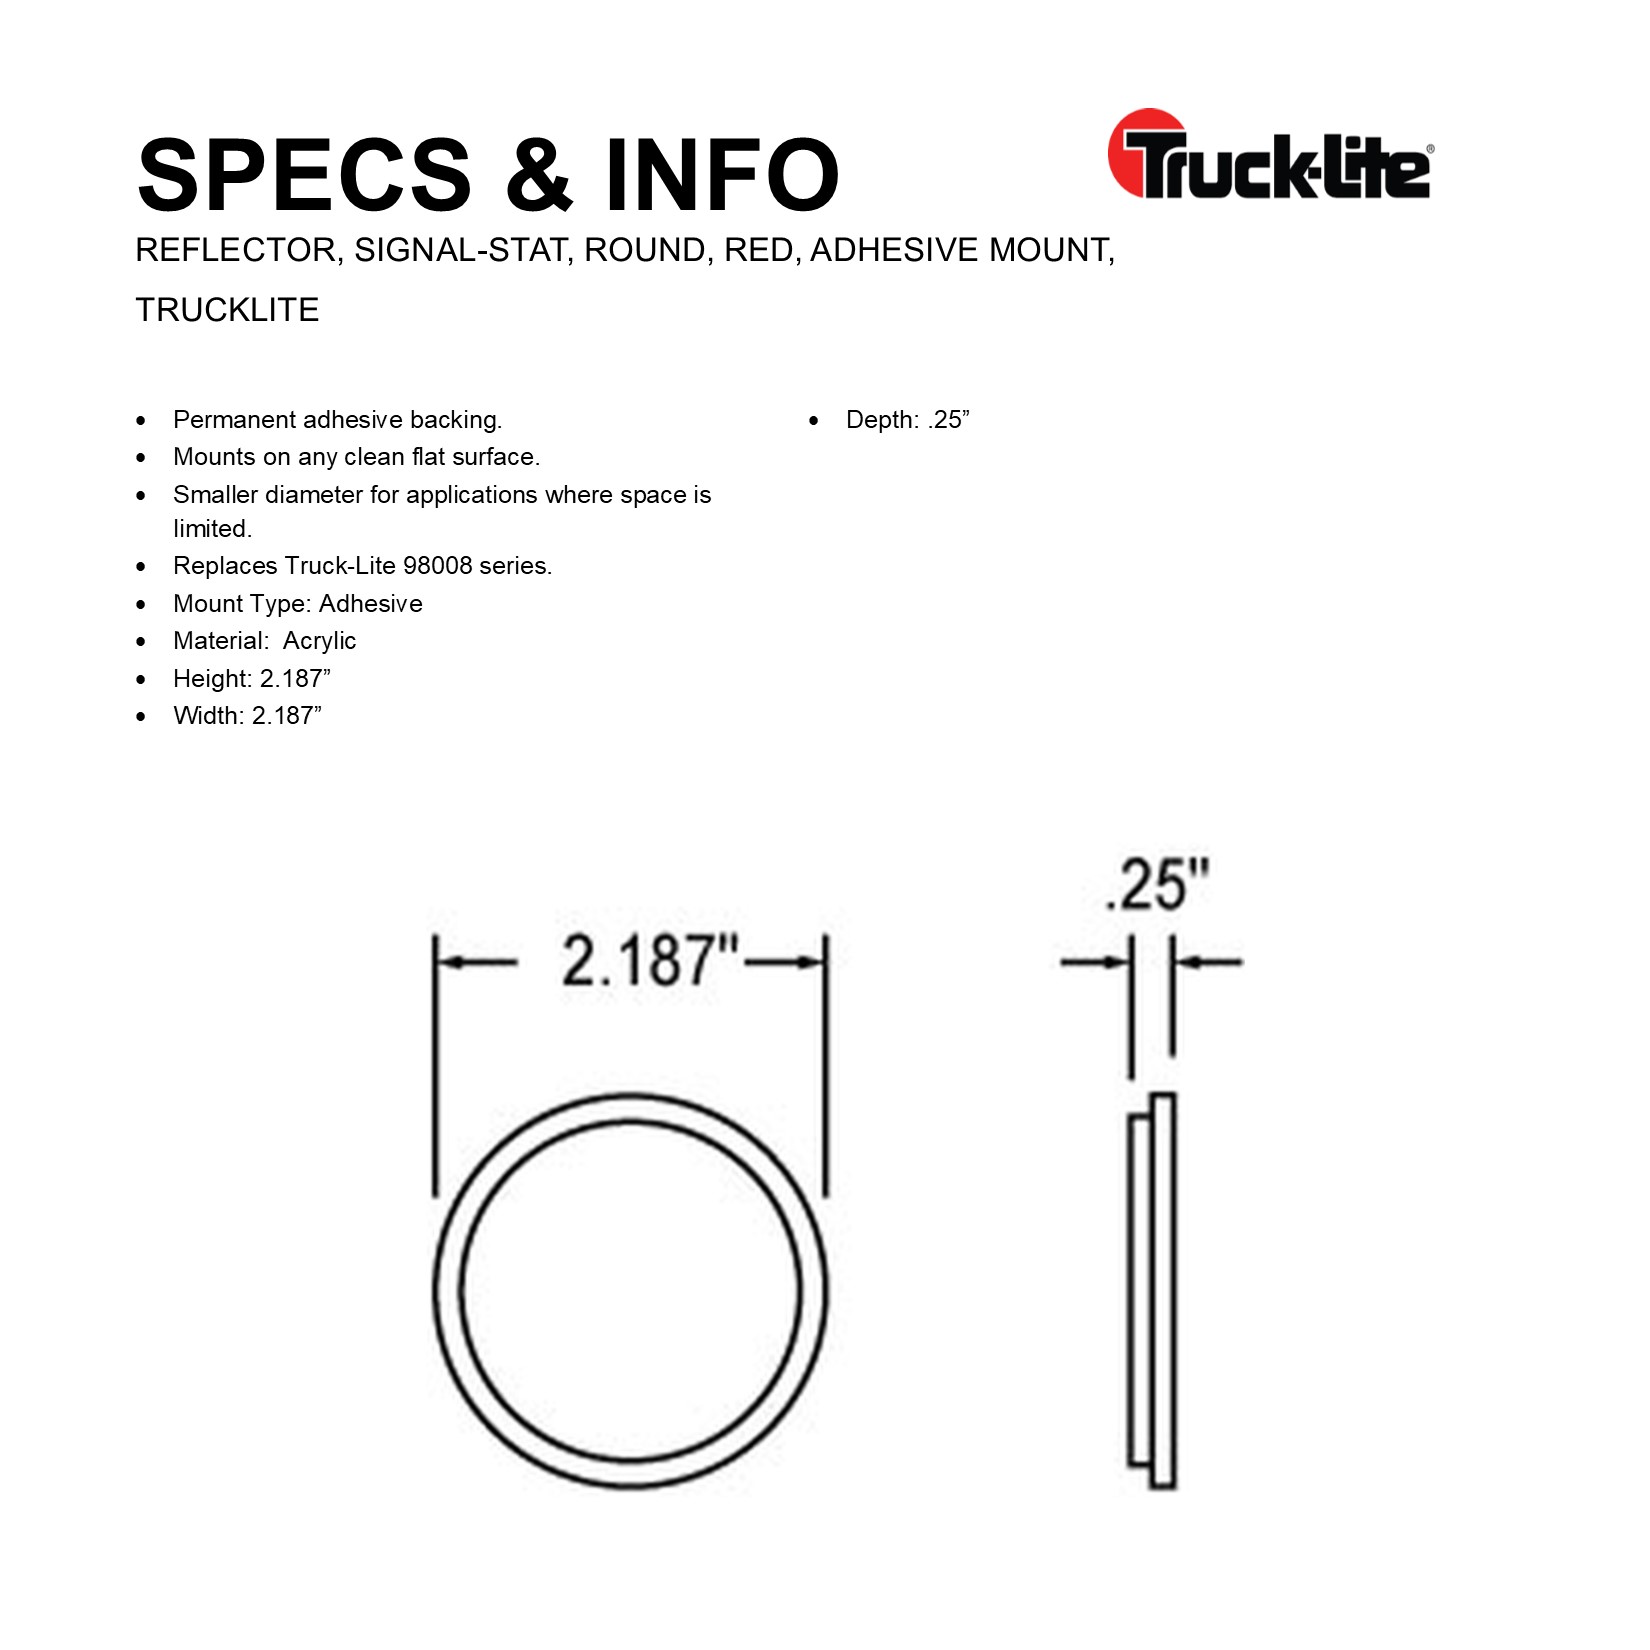 SPECS & INFO
Truck-Lite®
REFLECTOR, SIGNAL-STAT, ROUND, RED, ADHESIVE MOUNT,
TRUCKLITE
• Permanent adhesive backing.
• Mounts on any clean flat surface.
• Smaller diameter for applications where space is
limited.
• Replaces Truck-Lite 98008 series.
• Mount Type: Adhesive
• Material:  Acrylic
• Height: 2.187”
• Width: 2.187”
• Depth: .25”
2.187"
.25"